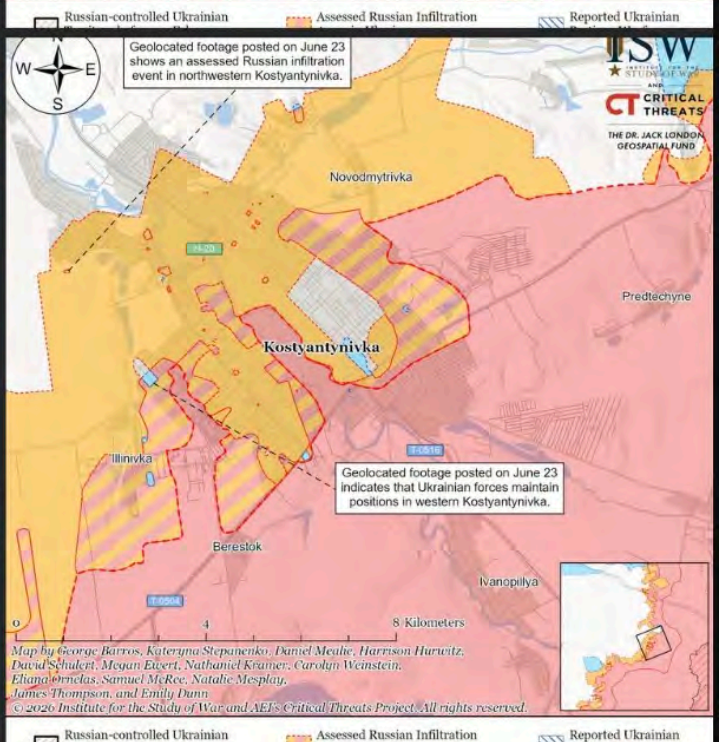 Russian-controlled Ukrainian
Assessed Russian Infiltration
Reported Ukrainian
N
W
E
S
Geolocated footage posted on June 23
shows an assessed Russian infiltration
event in northwestern Kostyantynivka.
ISW
INSTITUTE FOR THE
STUDY OF WAR
AND
CT CRITICAL
THREATS
THE DR. JACK LONDON
GEOSPATIAL FUND
Novodmytrivka
H-20
Predtechyne
Kostyantynivka
T-0516
Illinivka
Geolocated footage posted on June 23
indicates that Ukrainian forces maintain
positions in western Kostyantynivka.
Berestok
Ivanopillya
T-0504
0 4 8 Kilometers
Map by George Barros, Kateryna Stepanenko, Daniel Mealie, Harrison Hurwitz,
David Schulert, Megan Ewert, Nathaniel Kramer, Carolyn Weinstein,
Eliana Ornelas, Samuel McRee, Natalie Mesplay,
James Thompson, and Emily Dunn
© 2026 Institute for the Study of War and AEI's Critical Threats Project. All rights reserved.
Russian-controlled Ukrainian
Assessed Russian Infiltration
Reported Ukrainian